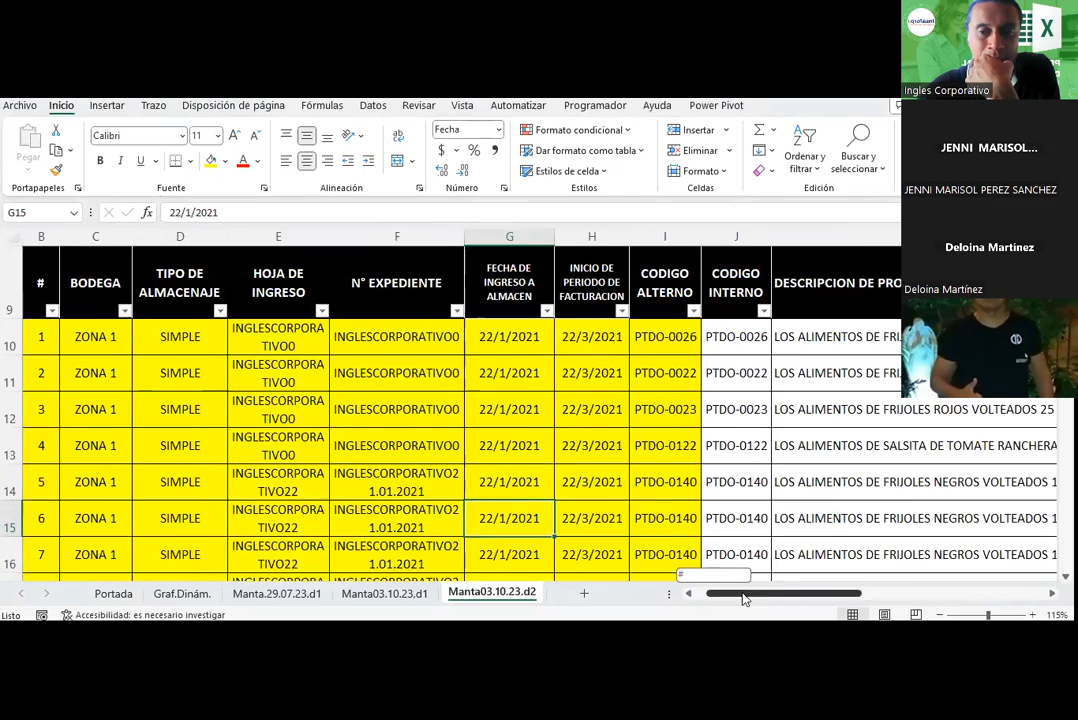 Ingles Corporativo
JENNI MARISOL...
JENNI MARISOL PEREZ SANCHEZ
Deloina Martínez
Deloina Martínez
Archivo Inicio Insertar Trazo Disposición de página Fórmulas Datos Revisar Vista Automatizar Programador Ayuda Power Pivot
Pegar
Calibri 11
Fecha
Formato condicional
Dar formato como tabla
Estilos de celda
Insertar
Eliminar
Formato
Ordenar y filtrar
Buscar y seleccionar
Portapapeles Fuente Alineación Número Estilos Celdas Edición
G15 fx 22/1/2021
B C D E F G H I J
9 # BODEGA TIPO DE ALMACENAJE HOJA DE INGRESO N° EXPEDIENTE FECHA DE INGRESO A ALMACEN INICIO DE PERIODO DE FACTURACION CODIGO ALTERNO CODIGO INTERNO DESCRIPCION DE PRO
10 1 ZONA 1 SIMPLE INGLESCORPORATIVO0 INGLESCORPORATIVO0 22/1/2021 22/3/2021 PTDO-0026 PTDO-0026 LOS ALIMENTOS DE FRI
11 2 ZONA 1 SIMPLE INGLESCORPORATIVO0 INGLESCORPORATIVO0 22/1/2021 22/3/2021 PTDO-0022 PTDO-0022 LOS ALIMENTOS DE FRI
12 3 ZONA 1 SIMPLE INGLESCORPORATIVO0 INGLESCORPORATIVO0 22/1/2021 22/3/2021 PTDO-0023 PTDO-0023 LOS ALIMENTOS DE FRIJOLES ROJOS VOLTEADOS 25
13 4 ZONA 1 SIMPLE INGLESCORPORATIVO0 INGLESCORPORATIVO0 22/1/2021 22/3/2021 PTDO-0122 PTDO-0122 LOS ALIMENTOS DE SALSITA DE TOMATE RANCHERA
14 5 ZONA 1 SIMPLE INGLESCORPORATIVO22 INGLESCORPORATIVO21.01.2021 22/1/2021 22/3/2021 PTDO-0140 PTDO-0140 LOS ALIMENTOS DE FRIJOLES NEGROS VOLTEADOS 1
15 6 ZONA 1 SIMPLE INGLESCORPORATIVO22 INGLESCORPORATIVO21.01.2021 22/1/2021 22/3/2021 PTDO-0140 PTDO-0140 LOS ALIMENTOS DE FRIJOLES NEGROS VOLTEADOS 1
16 7 ZONA 1 SIMPLE INGLESCORPORATIVO22 INGLESCORPORATIVO21.01.2021 22/1/2021 22/3/2021 PTDO-0140 PTDO-0140 LOS ALIMENTOS DE FRIJOLES NEGROS VOLTEADOS 1
#
Portada Graf.Dinám. Manta.29.07.23.d1 Manta03.10.23,d1 Manta03.10.23.d2
Listo Accesibilidad: es necesario investigar 115%